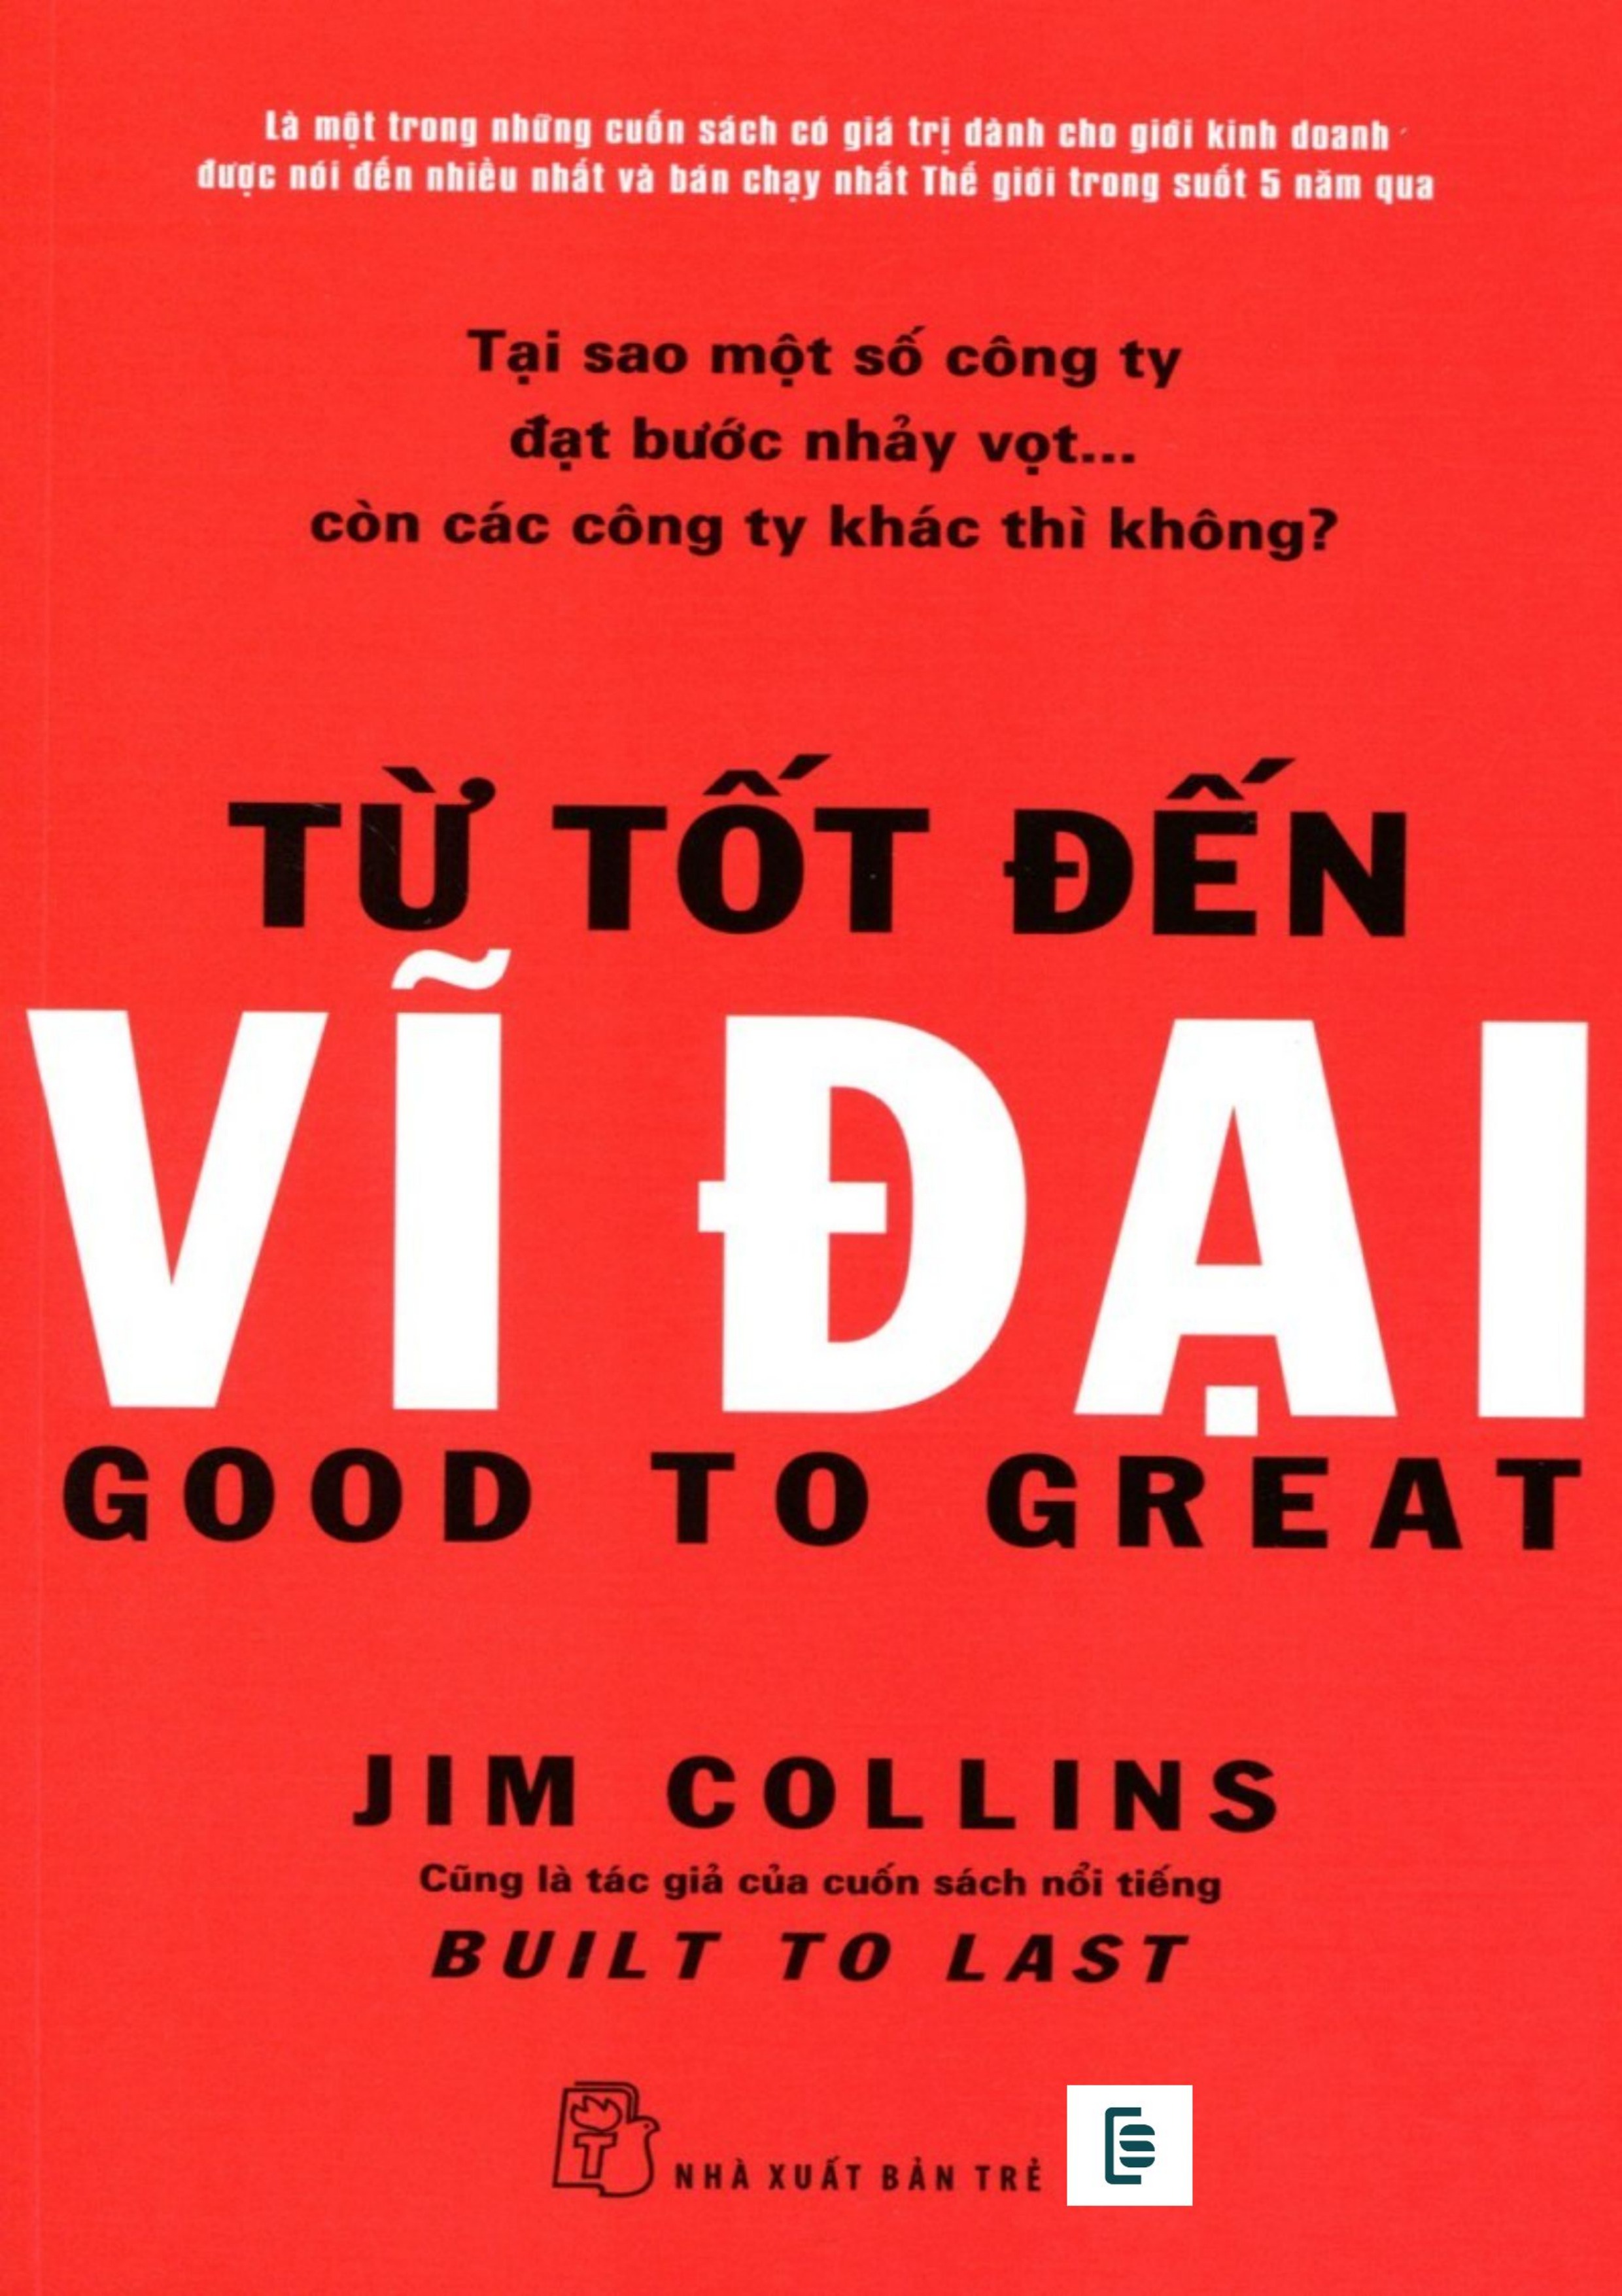 Là một trong những cuốn sách có giá trị dành cho giới kinh doanh
được nói đến nhiều nhất và bán chạy nhất Thế giới trong suốt 5 năm qua
Tại sao một số công ty
đạt bước nhảy vọt...
còn các công ty khác thì không?
TỪ TỐT ĐẾN
VĨ ĐẠI
GOOD TO GREAT
JIM COLLINS
Cũng là tác giả của cuốn sách nổi tiếng
BUILT TO LAST
NHÀ XUẤT BẢN TRẺ